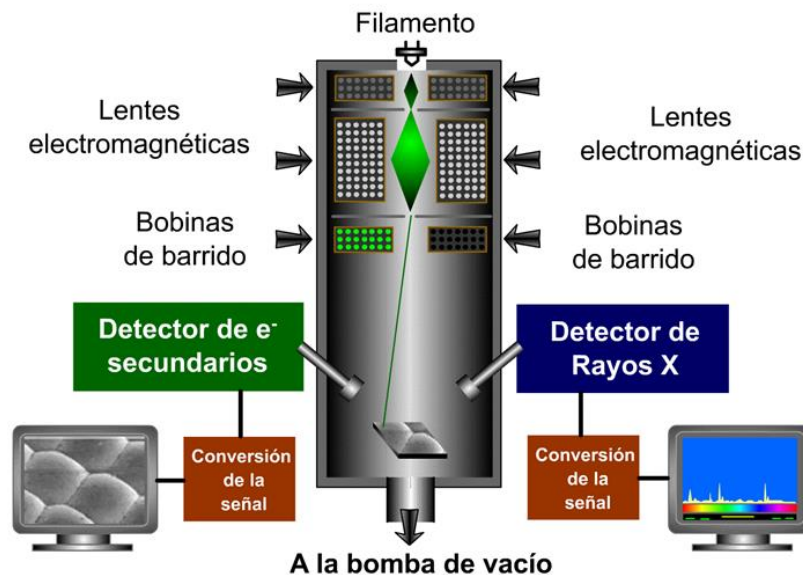 Filamento
Lentes
electromagnéticas
Lentes
electromagnéticas
Bobinas
de barrido
Bobinas
de barrido
Detector de e⁻
secundarios
Detector de
Rayos X
Conversión
de la
señal
Conversión
de la
señal
A la bomba de vacío